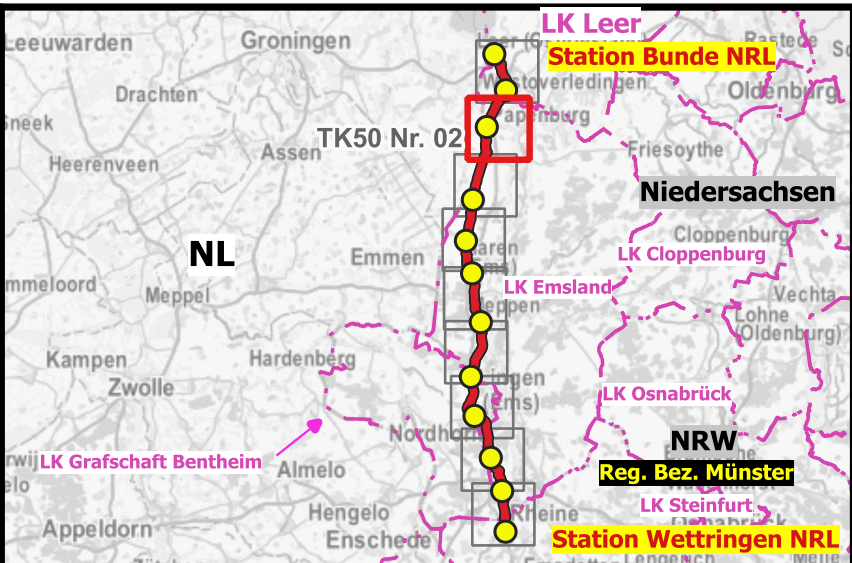 LK Leer
Leeuwarden
Groningen
Rastede
Station Bunde NRL
Westoverledingen
Drachten
Oldenburg
Sneek
Papenburg
TK50 Nr. 02
Assen
Friesoythe
Heerenveen
Niedersachsen
NL
Cloppenburg
Emmen
LK Cloppenburg
LK Emsland
Meppel
Vechta
Lohne
(Oldenburg)
Kampen
Hardenberg
Zwolle
LK Osnabrück
NRW
LK Grafschaft Bentheim
Almelo
Reg. Bez. Münster
LK Steinfurt
Hengelo
Rheine
Appeldorn
Enschede
Station Wettringen NRL